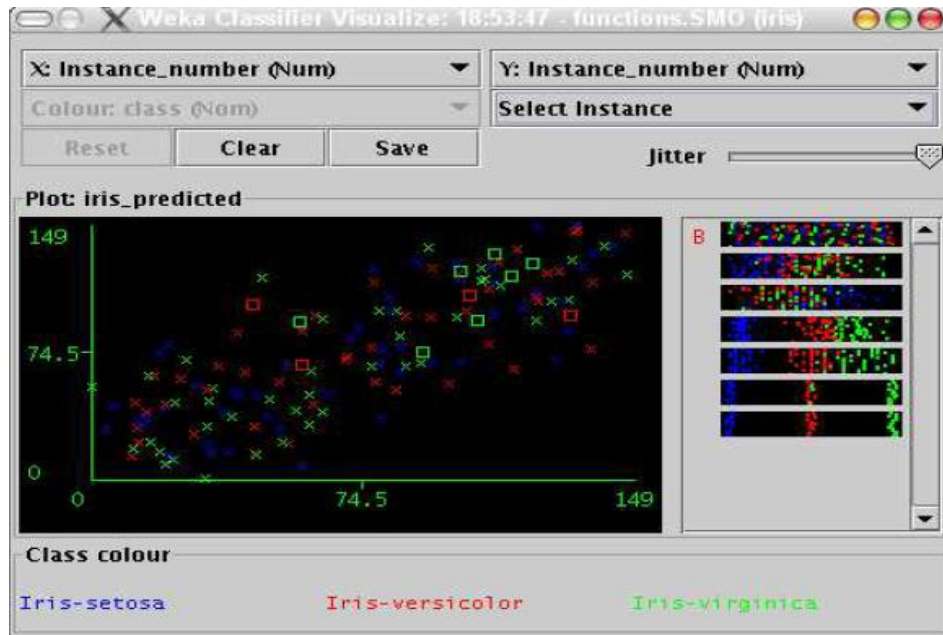 Weka Classifier Visualize: 18:53:47 - functions.SMO (iris)
X: Instance_number (Num)
Y: Instance_number (Num)
Colour: class (Nom)
Select Instance
Reset
Clear
Save
Jitter
Plot: iris_predicted
149
74.5
0
0
74.5
149
B
Class colour
Iris-setosa
Iris-versicolor
Iris-virginica